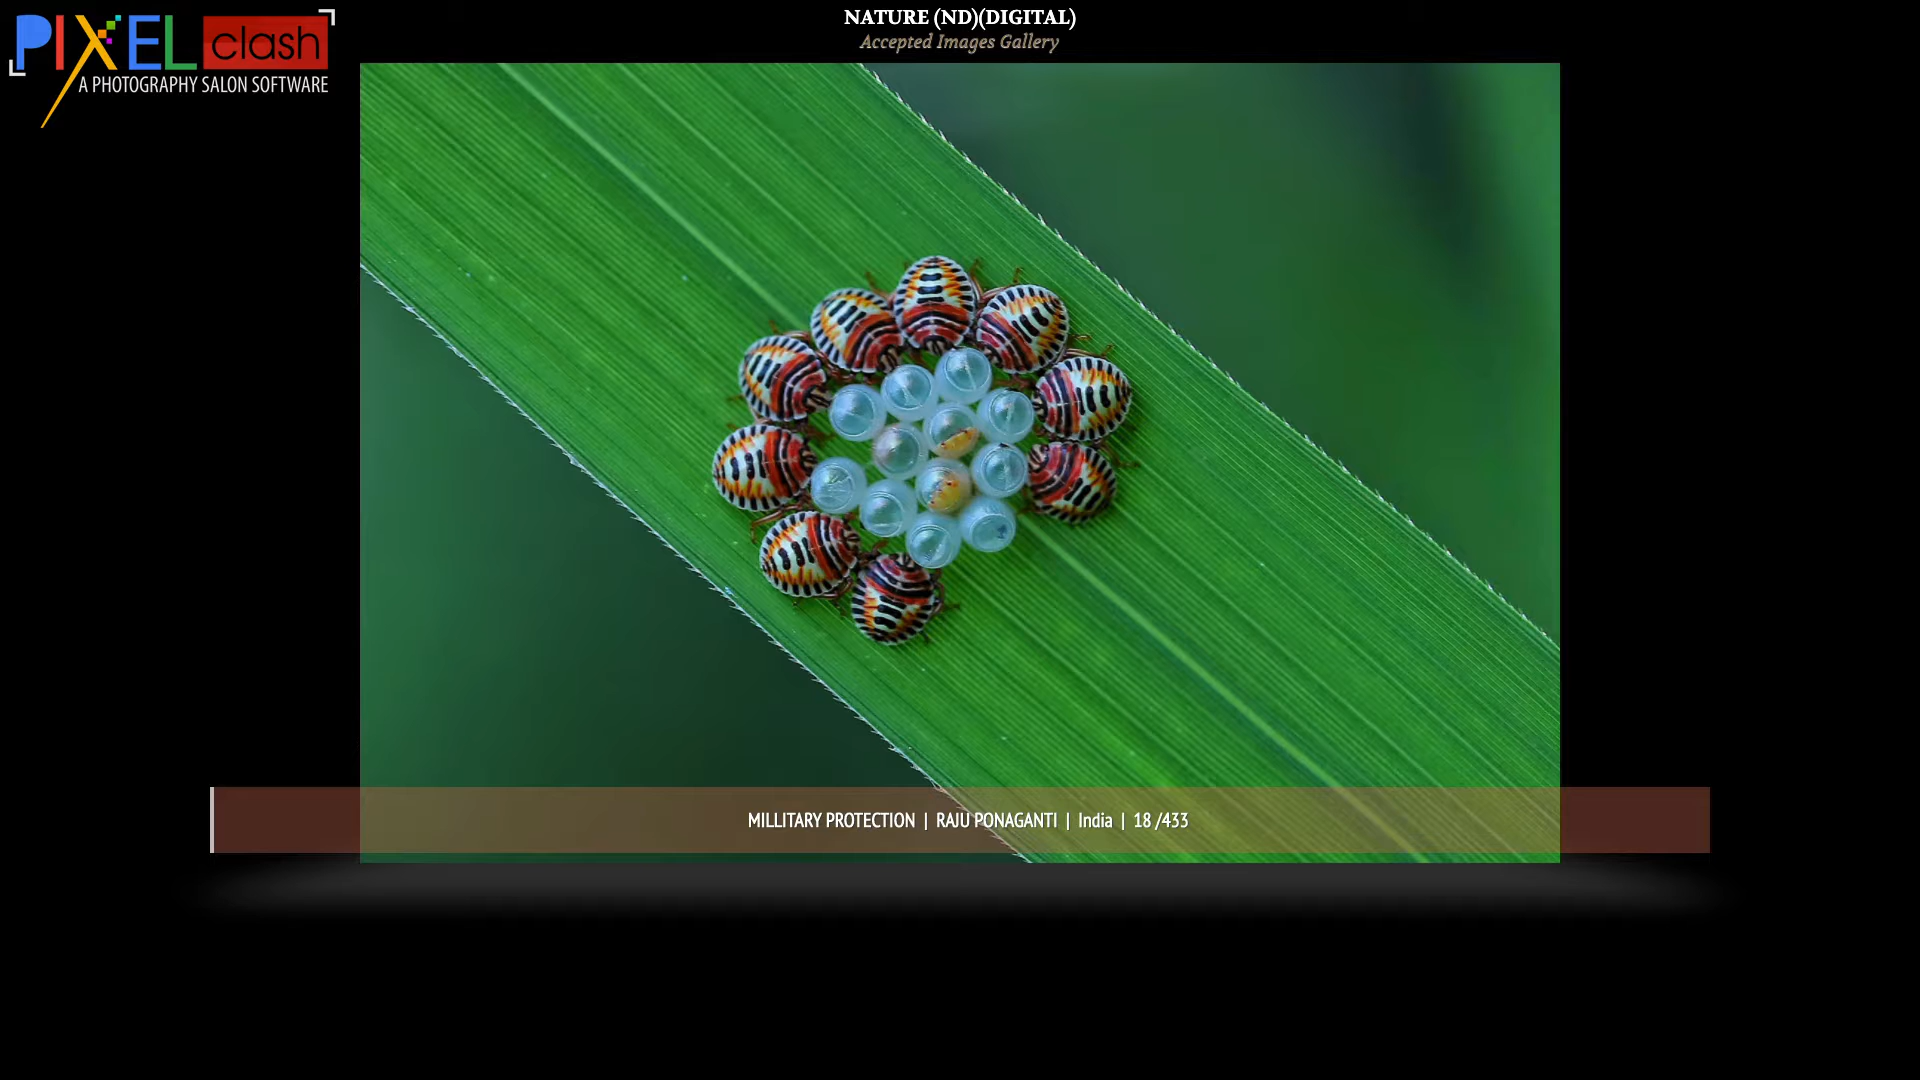 PIXEL clash
A PHOTOGRAPHY SALON SOFTWARE
NATURE (ND)(DIGITAL)
Accepted Images Gallery
MILLITARY PROTECTION | RAJU PONAGANTI | India | 18 /433